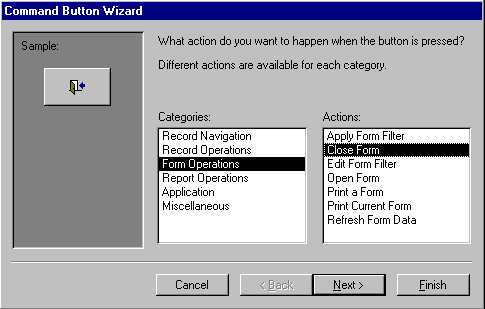 Command Button Wizard
Sample:
What action do you want to happen when the button is pressed?
Different actions are available for each category.
Categories:
Record Navigation
Record Operations
Form Operations
Report Operations
Application
Miscellaneous
Actions:
Apply Form Filter
Close Form
Edit Form Filter
Open Form
Print a Form
Print Current Form
Refresh Form Data
Cancel
< Back
Next >
Finish